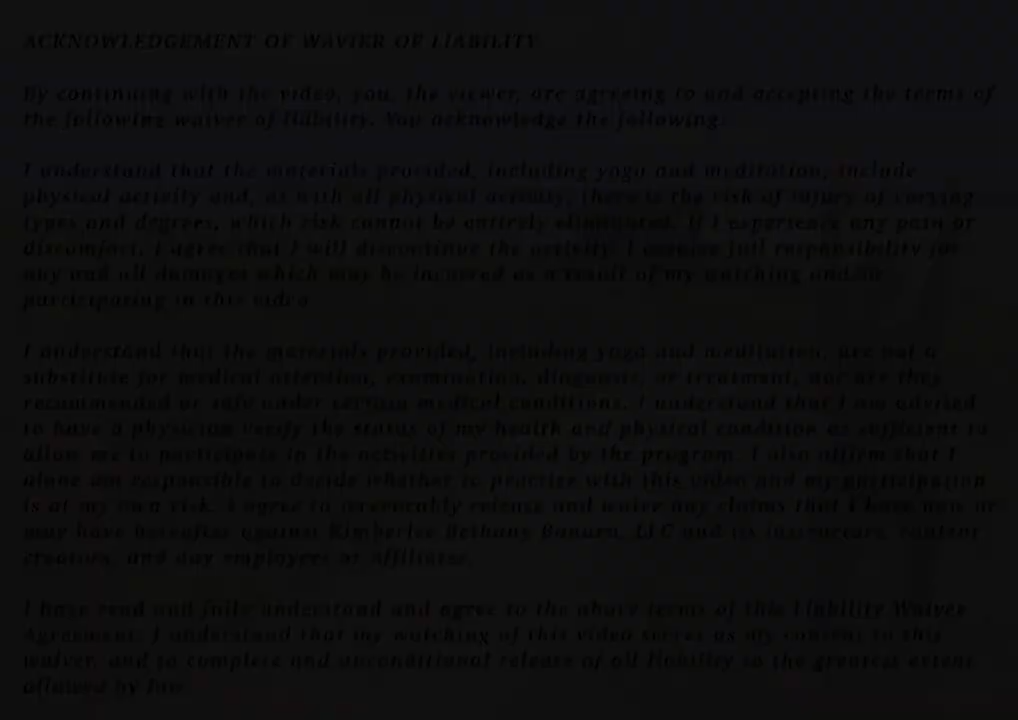 ACKNOWLEDGEMENT OF WAVIER OF LIABILITY
By continuing with the video, you, the viewer, are agreeing to and accepting the terms of
the following waiver of liability. You acknowledge the following:
I understand that the materials provided, including yoga and meditation, include
physical activity and, as with all physical activity, there is the risk of injury of varying
types and degrees, which risk cannot be entirely eliminated. If I experience any pain or
discomfort, I agree that I will discontinue the activity. I assume full responsibility for
any and all damages which may be incurred as a result of my watching and/or
participating in this video.
I understand that the materials provided, including yoga and meditation, are not a
substitute for medical attention, examination, diagnosis, or treatment, nor are they
recommended or safe under certain medical conditions. I understand that I am advised
to have a physician verify the status of my health and physical condition as sufficient to
allow me to participate in the activities provided by the program. I also affirm that I
alone am responsible to decide whether to practice with this video and my participation
is at my own risk. I agree to irrevocably release and waive any claims that I have now or
may have hereafter against Kimberlee Bethany Bonura, LLC and its instructors, content
creators, and any employees or affiliates.
I have read and fully understand and agree to the above terms of this Liability Waiver
Agreement. I understand that my watching of this video serves as my consent to this
waiver, and to complete and unconditional release of all liability to the greatest extent
allowed by law.